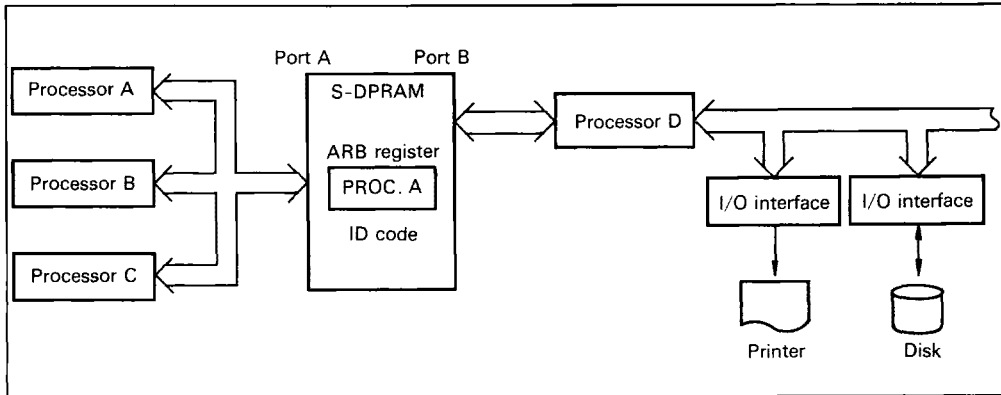 Port A
Port B
Processor A
S-DPRAM
Processor D
ARB register
Processor B
PROC. A
I/O interface
I/O interface
ID code
Processor C
Printer
Disk